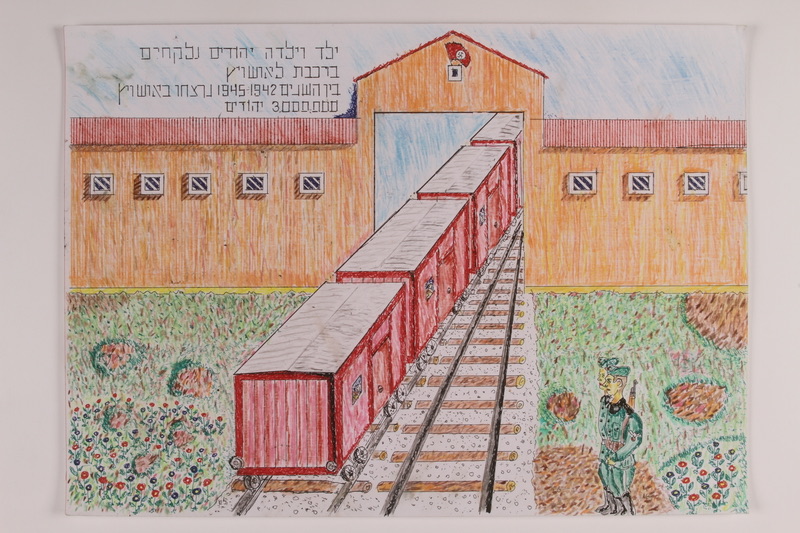 ילד וילדה יהודים נלקחים
ברכבת לאושויץ
בין השנים 1945-1942 נרצחו באושויץ
3,000,000 יהודים